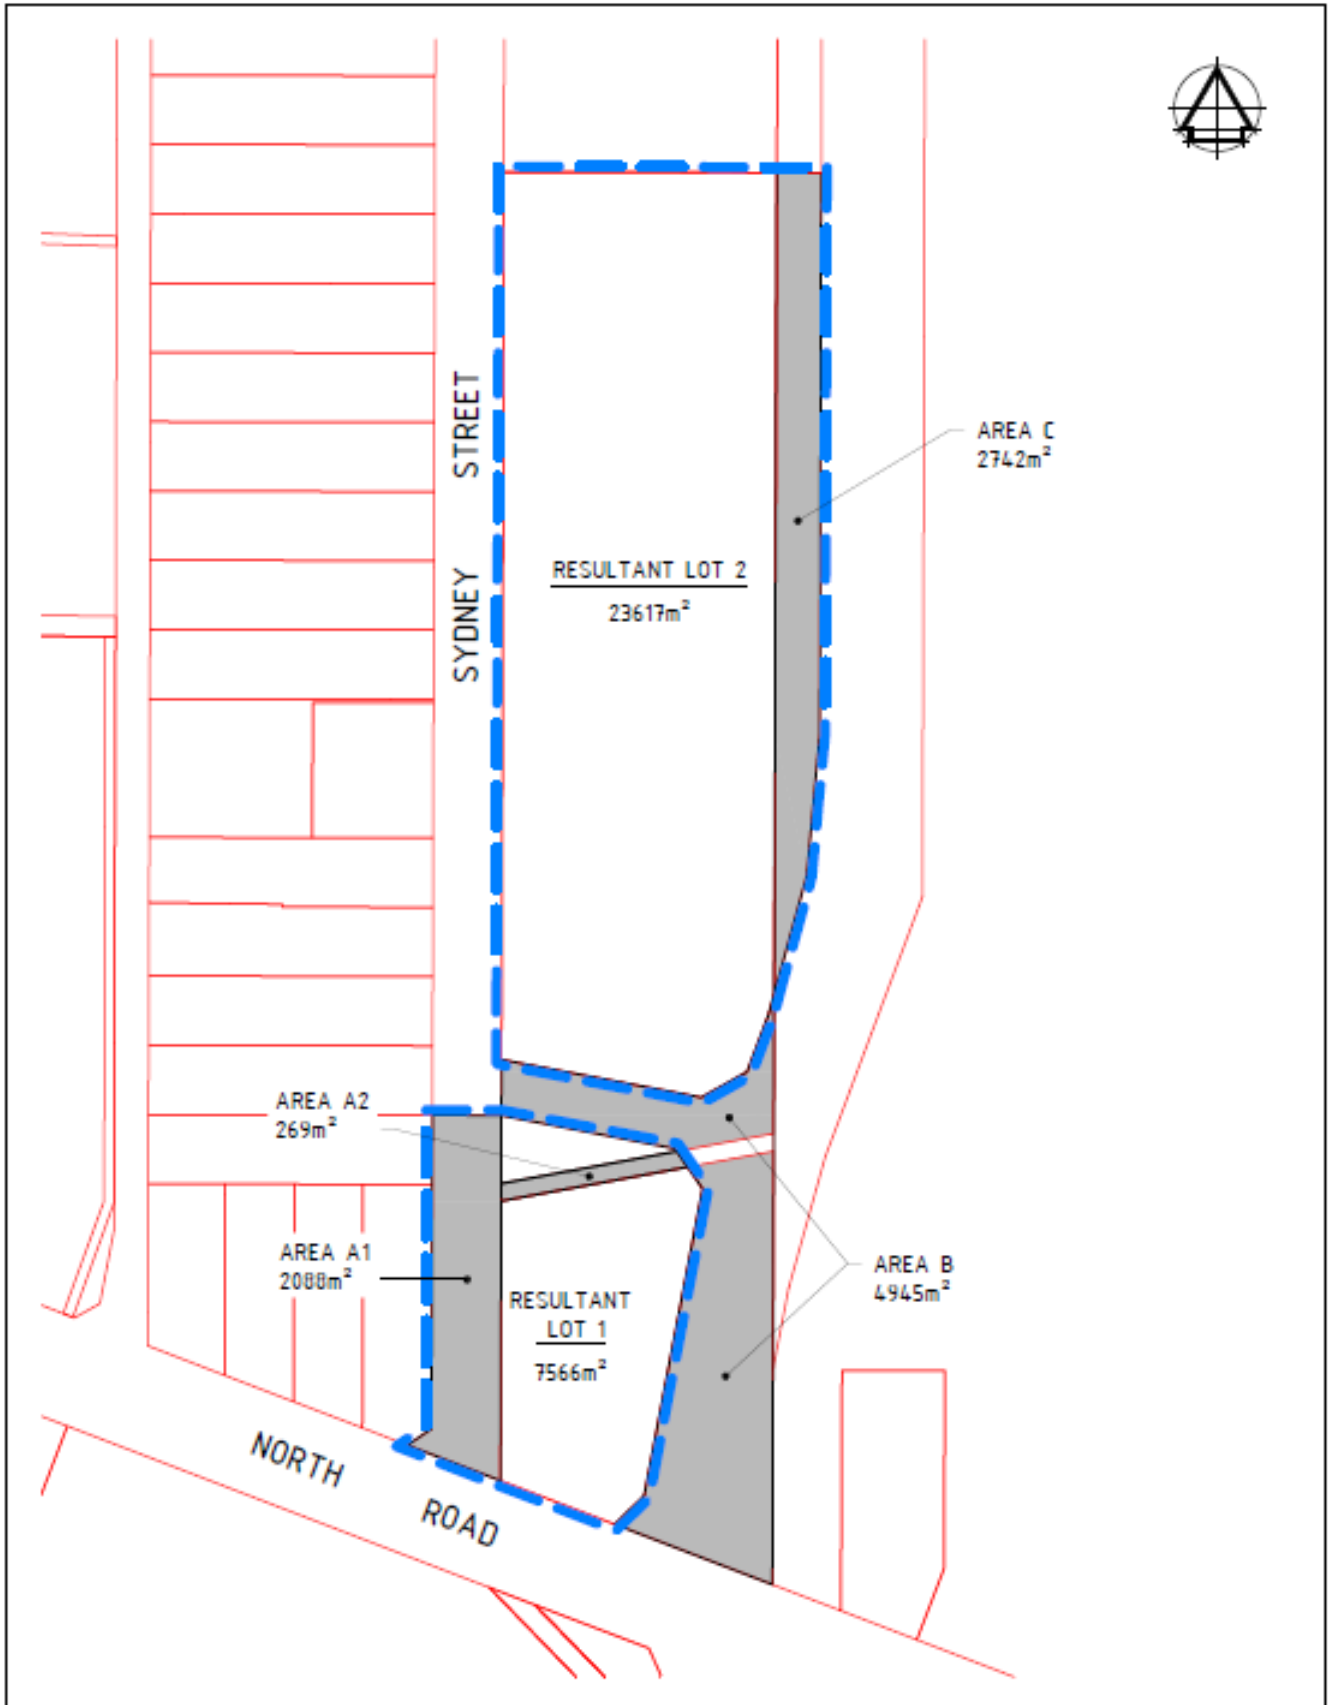 SYDNEY STREET
AREA C
2742m²
RESULTANT LOT 2
23617m²
AREA A2
269m²
AREA A1
2088m²
RESULTANT
LOT 1
7566m²
AREA B
4945m²
NORTH ROAD